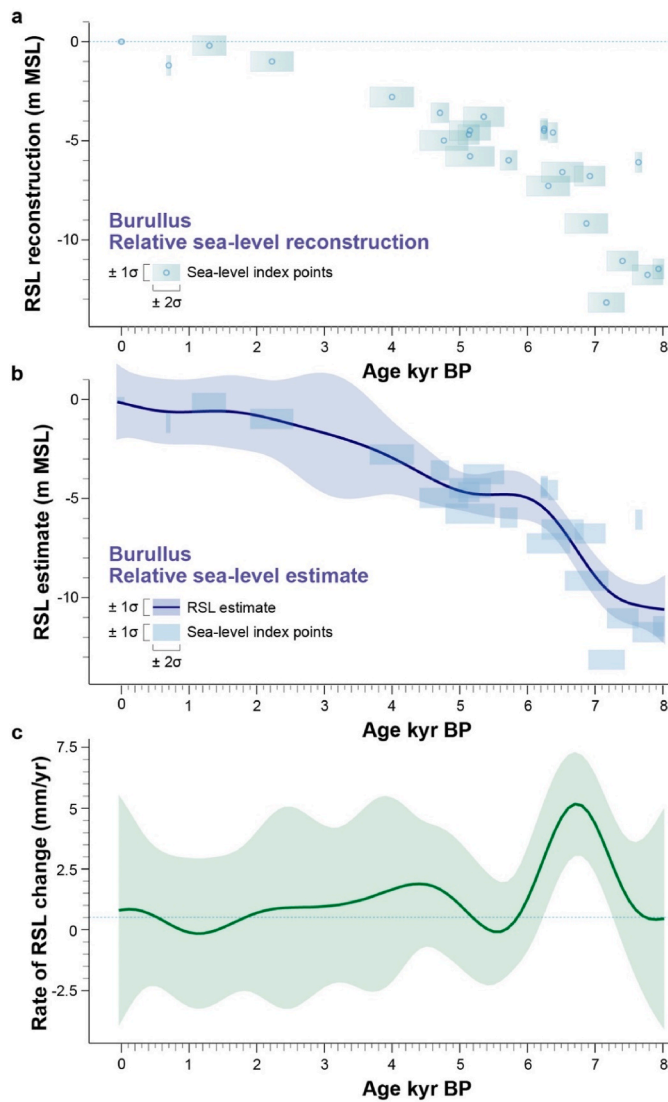 a
RSL reconstruction (m MSL)
0
-5
-10
Burullus
Relative sea-level reconstruction
± 1σ
Sea-level index points
± 2σ
0 1 2 3 4 5 6 7 8
Age kyr BP
b
RSL estimate (m MSL)
0
-5
-10
Burullus
Relative sea-level estimate
± 1σ RSL estimate
± 1σ Sea-level index points
± 2σ
0 1 2 3 4 5 6 7 8
Age kyr BP
c
Rate of RSL change (mm/yr)
7.5
5
2.5
0
-2.5
0 1 2 3 4 5 6 7 8
Age kyr BP